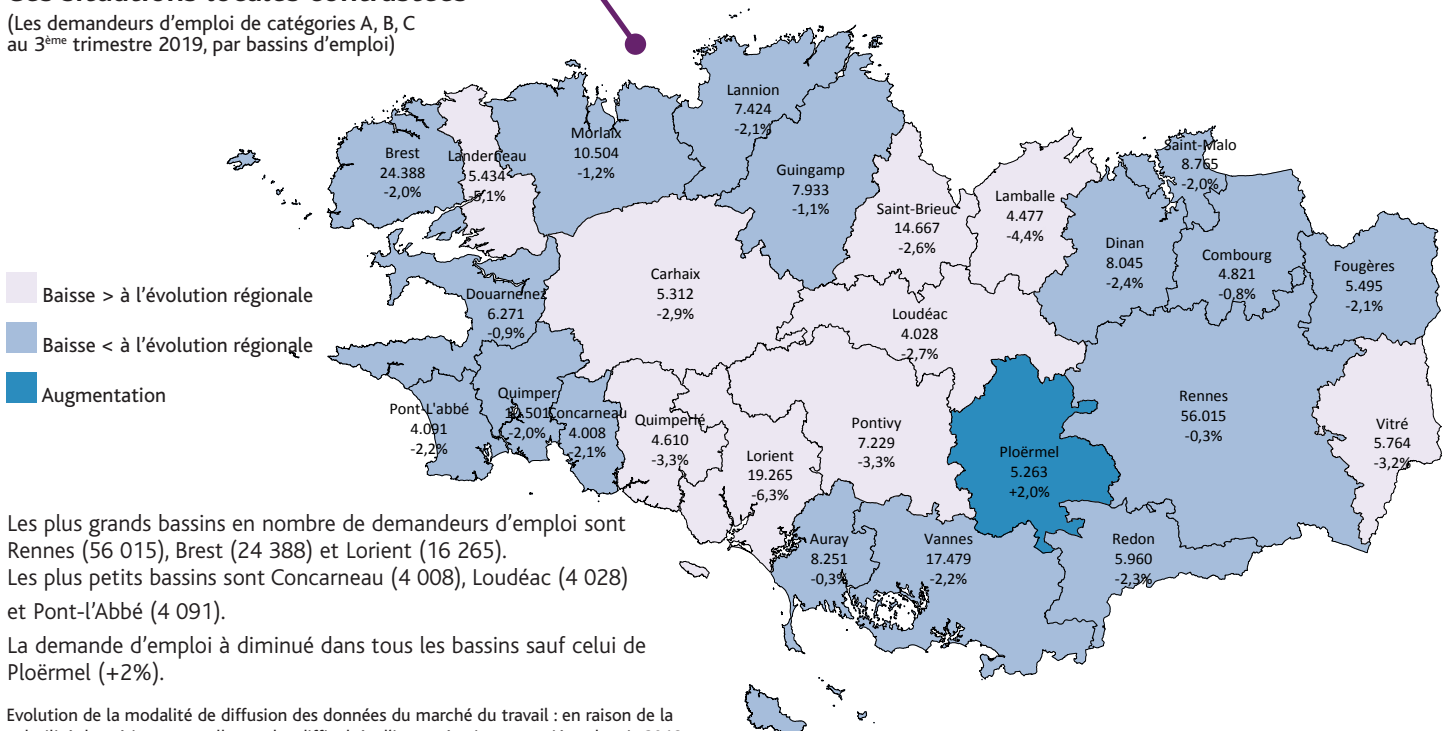 (Les demandeurs d'emploi de catégories A, B, C
au 3ème trimestre 2019, par bassins d'emploi)
Lannion
7.424
-2,1%
Morlaix
10.504
-1,2%
Brest
24.388
-2,0%
Landerneau
5.434
-5,1%
Guingamp
7.933
-1,1%
Saint-Malo
8.765
-2,0%
Saint-Brieuc
14.667
-2,6%
Lamballe
4.477
-4,4%
Dinan
8.045
-2,4%
Combourg
4.821
-0,8%
Fougères
5.495
-2,1%
Carhaix
5.312
-2,9%
Douarnenez
6.271
-0,9%
Loudéac
4.028
-2,7%
Baisse > à l'évolution régionale
Baisse < à l'évolution régionale
Augmentation
Pont-L'abbé
4.091
-2,2%
Quimper
-2,0%
Concarneau
4.008
-2,1%
Quimperlé
4.610
-3,3%
Lorient
19.265
-6,3%
Pontivy
7.229
-3,3%
Ploërmel
5.263
+2,0%
Rennes
56.015
-0,3%
Vitré
5.764
-3,2%
Auray
8.251
-0,3%
Vannes
17.479
-2,2%
Redon
5.960
-2,3%
Les plus grands bassins en nombre de demandeurs d'emploi sont
Rennes (56 015), Brest (24 388) et Lorient (16 265).
Les plus petits bassins sont Concarneau (4 008), Loudéac (4 028)
et Pont-l'Abbé (4 091).
La demande d'emploi à diminué dans tous les bassins sauf celui de
Ploërmel (+2%).
Evolution de la modalité de diffusion des données du marché du travail : en raison de la